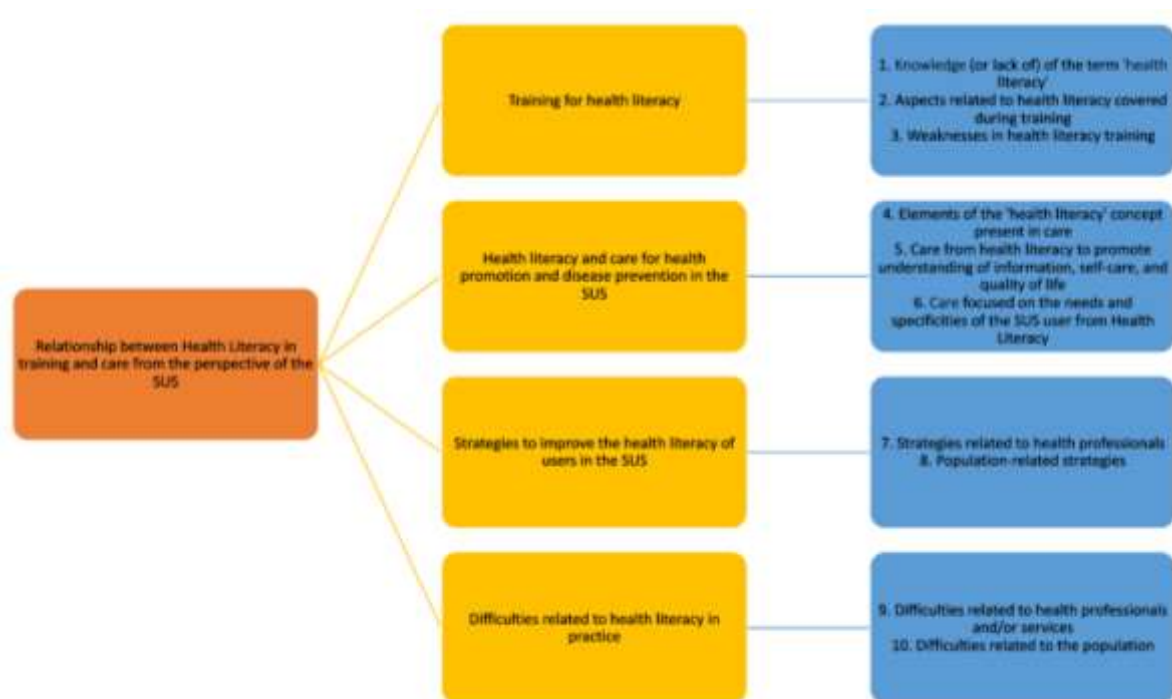 Relationship between Health Literacy in
training and care from the perspective of the
SUS
Training for health literacy
1. Knowledge (or lack of) of the term 'health
literacy'
2. Aspects related to health literacy covered
during training
3. Weaknesses in health literacy training
Health literacy and care for health
promotion and disease prevention in the
SUS
4. Elements of the 'health literacy' concept
present in care
5. Care from health literacy to promote
understanding of information, self-care, and
quality of life
6. Care focused on the needs and
specificities of the SUS user from Health
Literacy
Strategies to improve the health literacy of
users in the SUS
7. Strategies related to health professionals
8. Population-related strategies
Difficulties related to health literacy in
practice
9. Difficulties related to health professionals
and/or services
10. Difficulties related to the population